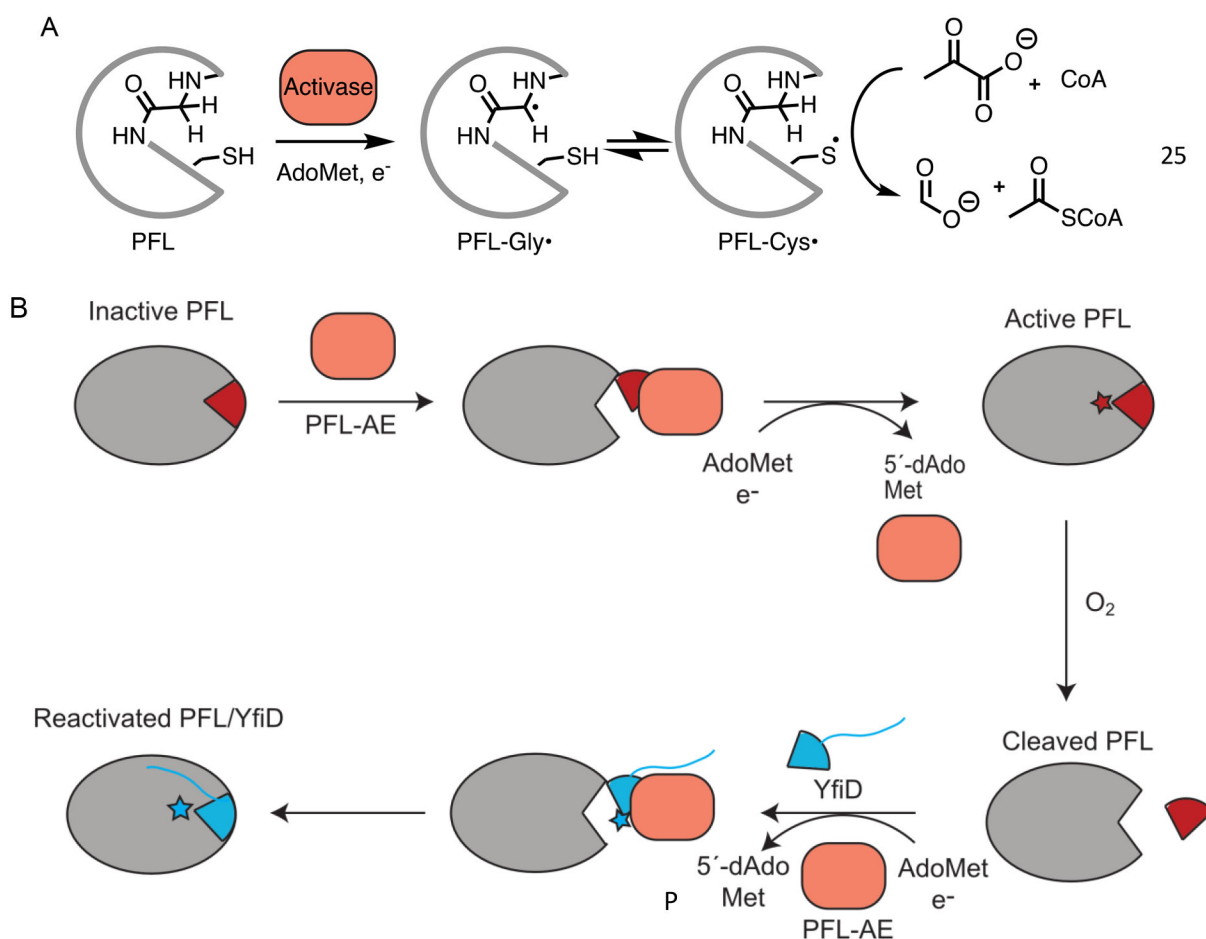 A
O
HN
H
H
HN
SH
PFL
Activase
AdoMet, e-
O
HN
H
HN
SH
PFL-Gly•
O
HN
H
H
HN
S•
PFL-Cys•
O
O⊖
O
+ CoA
O
O⊖
+
O
SCoA
25
B
Inactive PFL
PFL-AE
AdoMet
e-
5´-dAdo
Met
Active PFL
O2
Cleaved PFL
YfiD
AdoMet
e-
PFL-AE
5´-dAdo
Met
P
Reactivated PFL/YfiD